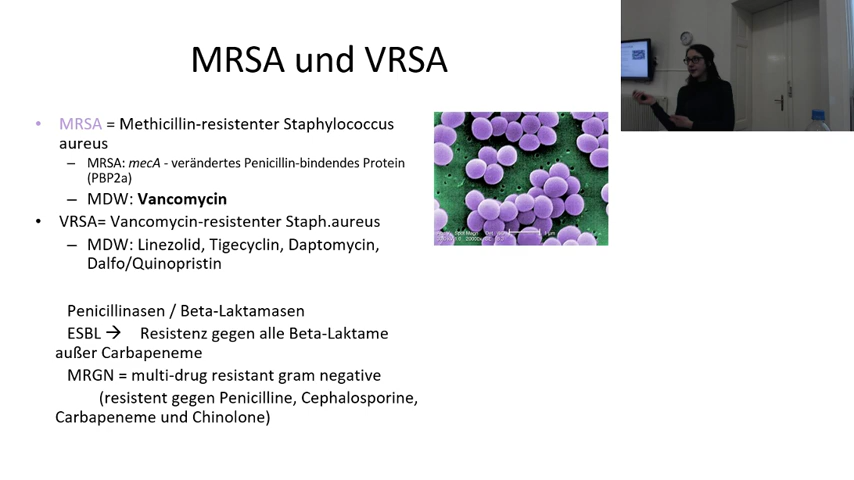 MRSA und VRSA
• MRSA = Methicillin-resistenter Staphylococcus
aureus
– MRSA: mecA - verändertes Penicillin-bindendes Protein
(PBP2a)
– MDW: Vancomycin
• VRSA= Vancomycin-resistenter Staph.aureus
– MDW: Linezolid, Tigecyclin, Daptomycin,
Dalfo/Quinopristin
Penicillinasen / Beta-Laktamasen
ESBL → Resistenz gegen alle Beta-Laktame
außer Carbapeneme
MRGN = multi-drug resistant gram negative
(resistent gegen Penicilline, Cephalosporine,
Carbapeneme und Chinolone)